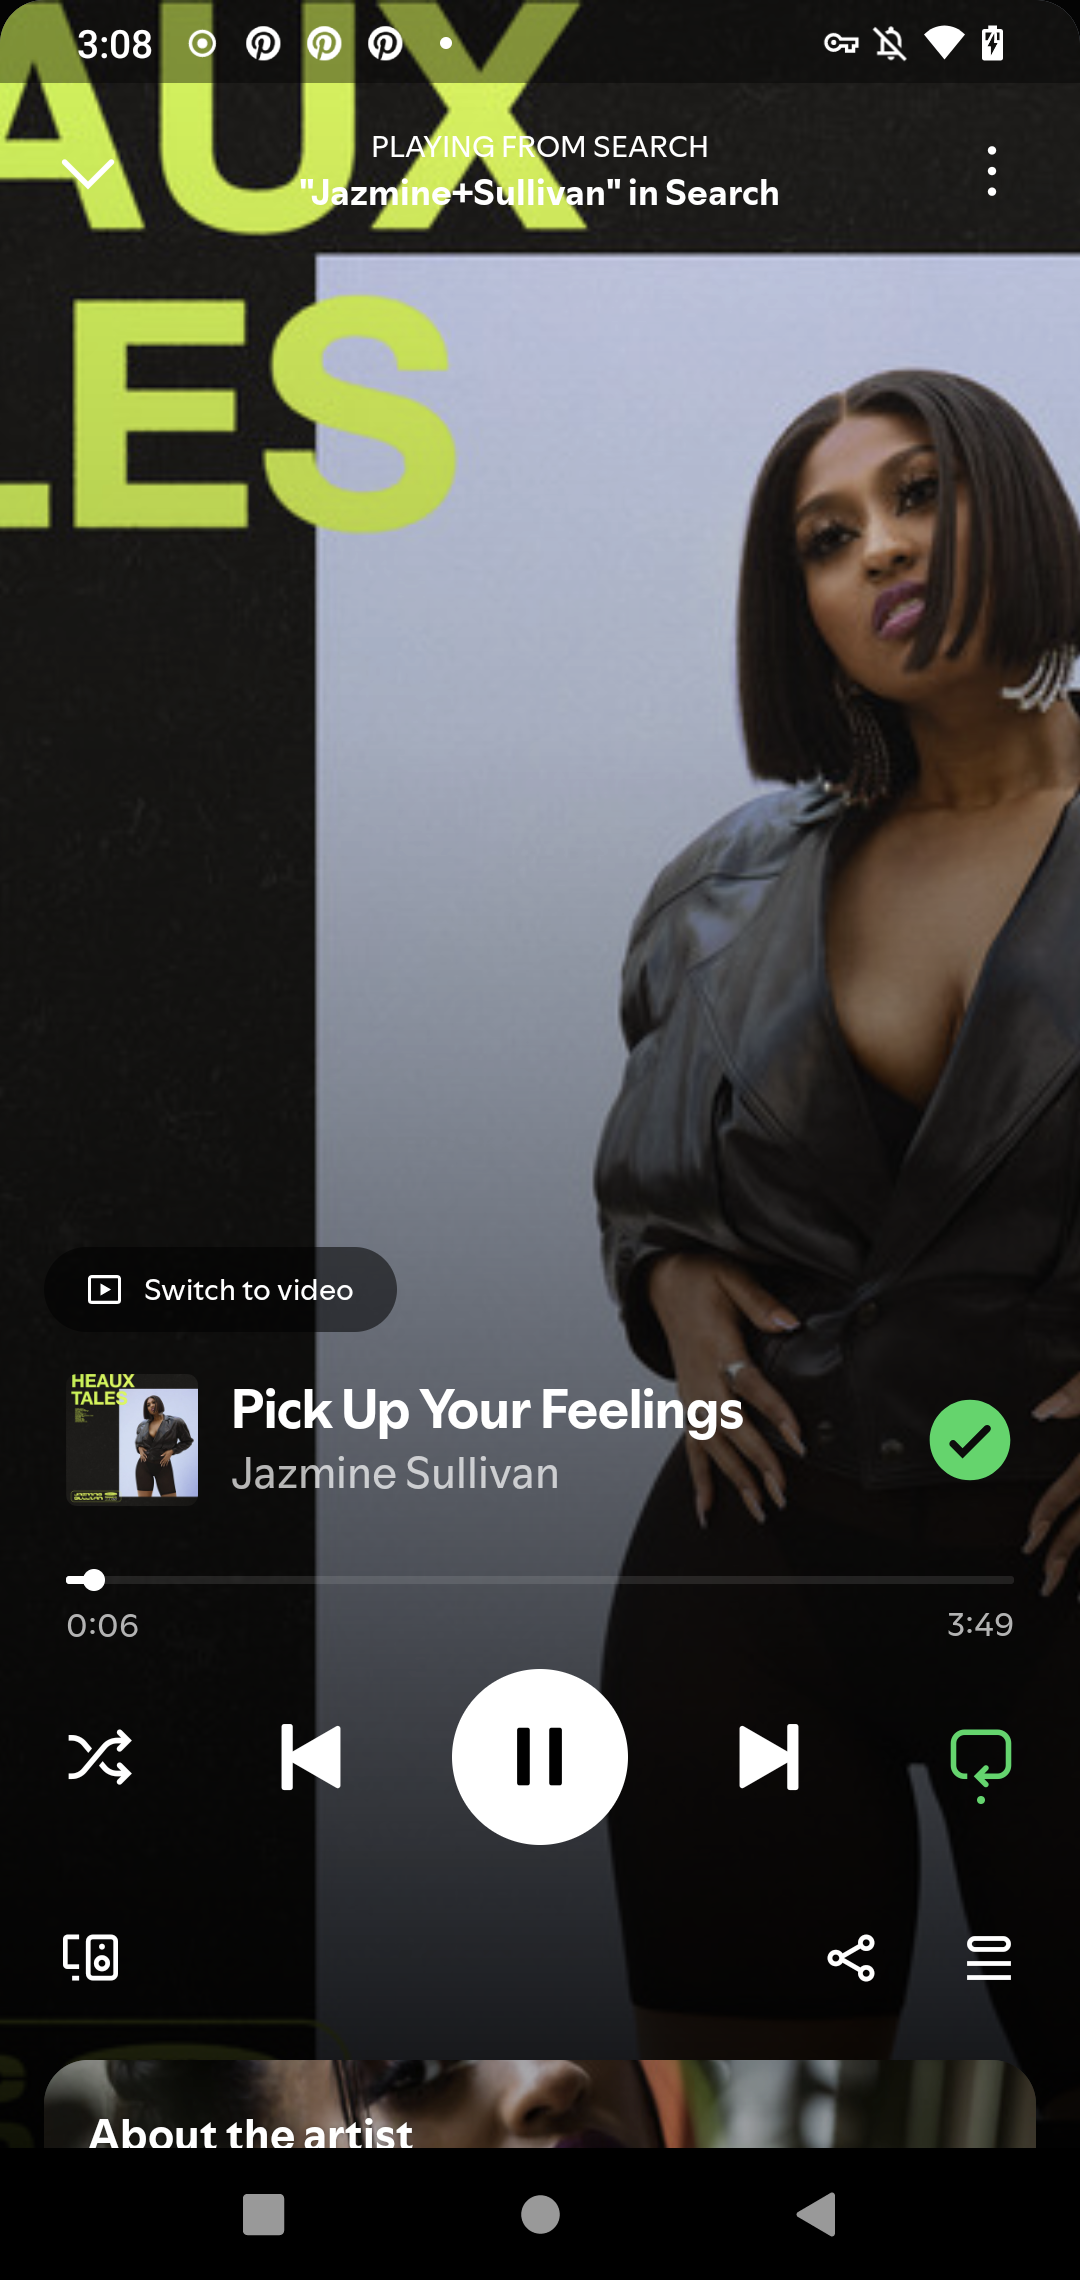 3:08
AUX
PLAYING FROM SEARCH
"Jazmine+Sullivan" in Search
LES
Switch to video
HEAUX
TALES
Pick Up Your Feelings
Jazmine Sullivan
0:06
3:49
About the artist